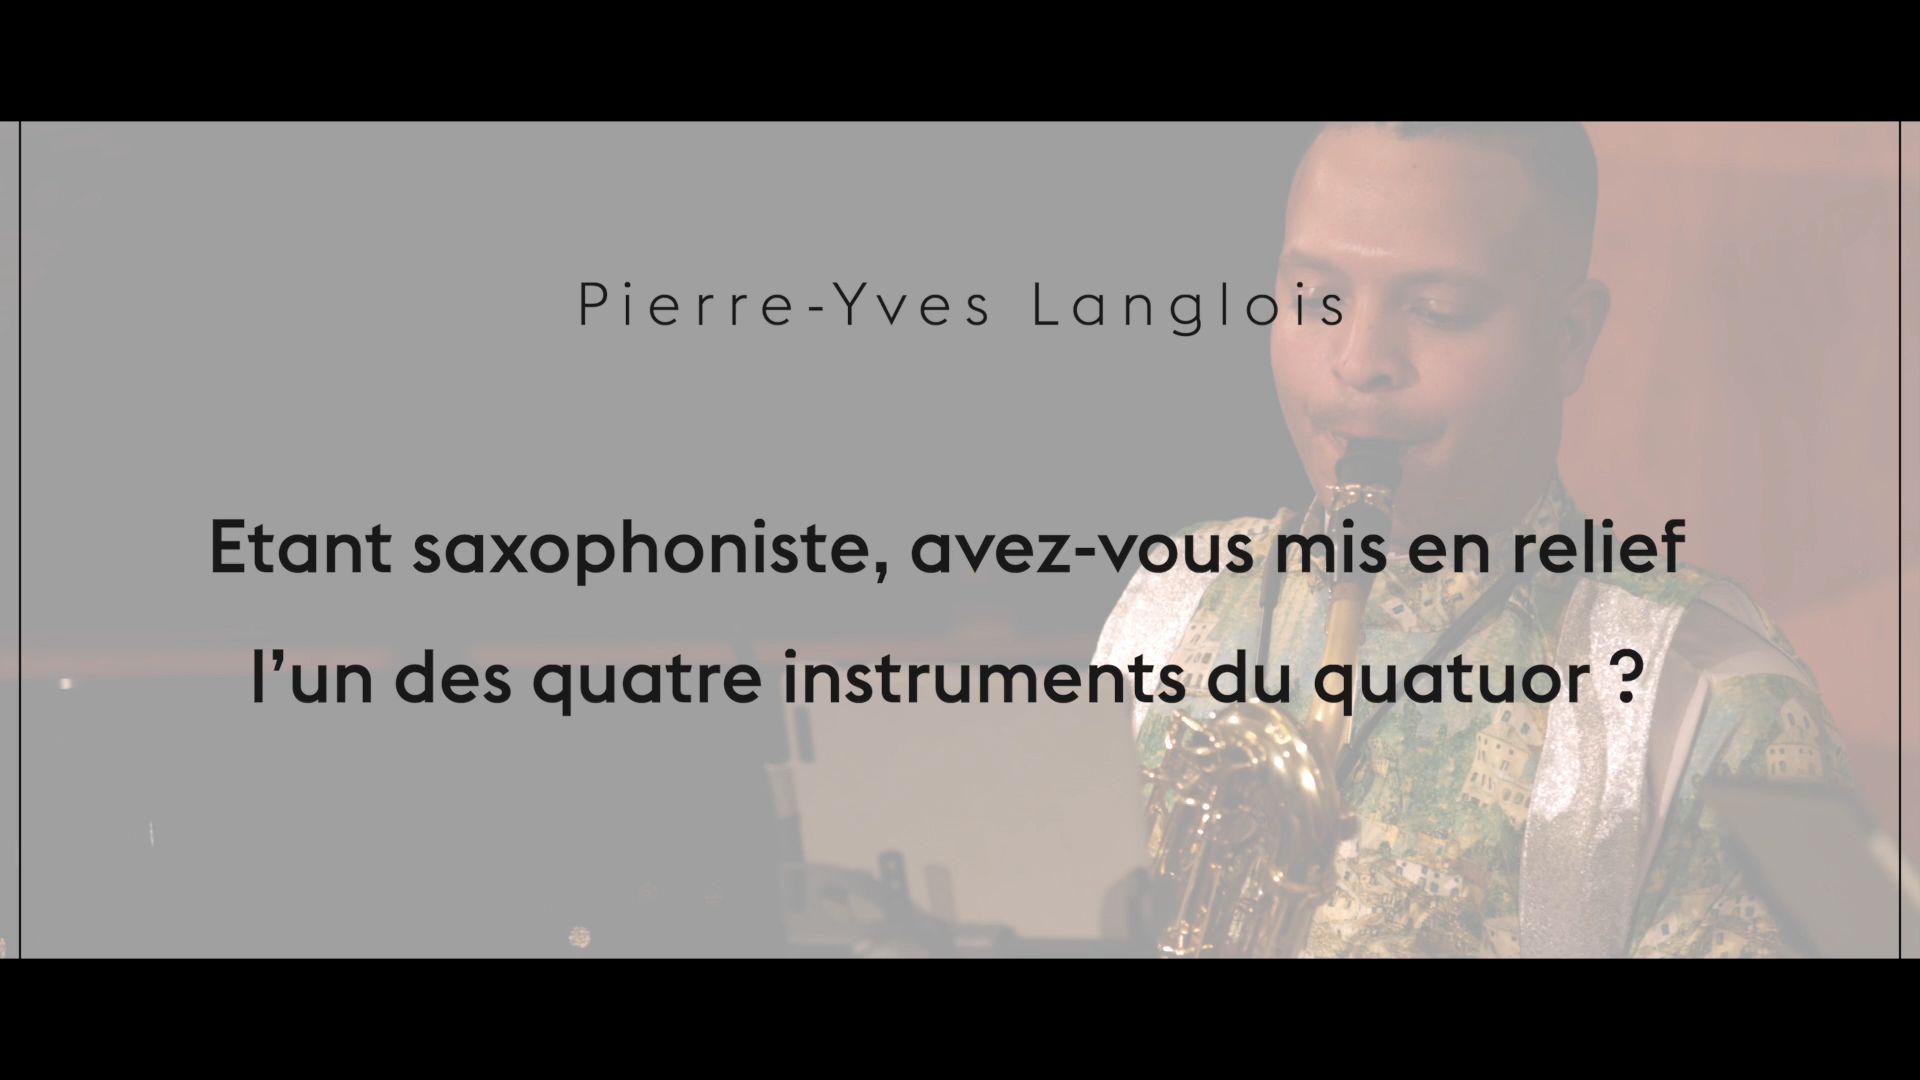 Pierre-Yves Langlois
Etant saxophoniste, avez-vous mis en relief
l’un des quatre instruments du quatuor ?